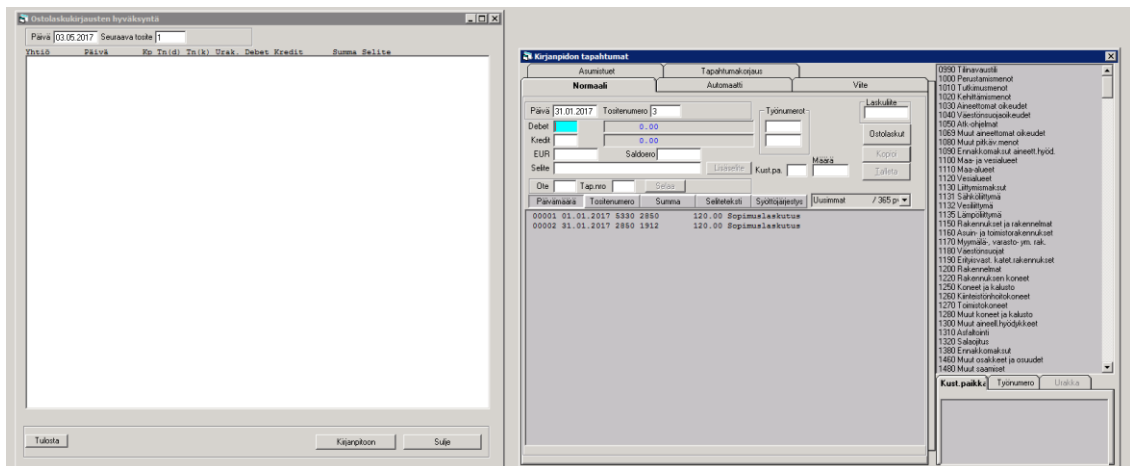 Ostolaskukirjausten hyväksyntä
Päivä 03.05.2017 Seuraava tosite 1
Yhtiö Päivä Kp Tn(d) Tn(k) Urak. Debet Kredit Summa Selite
Tulosta Kirjanpitoon Sulje
Kirjanpidon tapahtumat
Asumistuet Tapahtumakorjaus
Normaali Automaatti Viite
Päivä 31.01.2017 Tositenumero 3 Työnumerot Laskuliite
Debet 0.00
Kredit 0.00 Ostolaskut
EUR Saldoero Määrä Kopioi
Selite Lisäselite Kust.pa. Talleta
Ote Tap.nro Selaa
Päivämäärä Tositenumero Summa Seliteteksti Syöttöjärjestys Uusimmat / 365 pv
00001 01.01.2017 5330 2850 120.00 Sopimuslaskutus
00002 31.01.2017 2850 1912 120.00 Sopimuslaskutus
0990 Tilinavaustili
1000 Perustamismenot
1010 Tutkimusmenot
1020 Kehittämismenot
1030 Aineettomat oikeudet
1040 Väestönsuojaoikeudet
1050 Atk-ohjelmat
1069 Muut aineettomat oikeudet
1080 Muut pitkäv.menot
1090 Ennakkomaksut aineett.hyöd.
1100 Maa- ja vesialueet
1110 Maa-alueet
1120 Vesialueet
1130 Liittymismaksut
1131 Sähköliittymä
1132 Vesiliittymä
1135 Lämpöliittymä
1150 Rakennukset ja rakennelmat
1160 Asuin- ja toimistorakennukset
1170 Myymälä-, varasto- ym. rak.
1180 Väestönsuojat
1190 Erityisvast. katet.rakennukset
1200 Rakennelmat
1220 Rakennuksen koneet
1250 Koneet ja kalusto
1260 Kiinteistönhoitokoneet
1270 Toimistokoneet
1280 Muut koneet ja kalusto
1300 Muut aineell.hyödykkeet
1310 Asfaltointi
1320 Salaojitus
1380 Ennakkomaksut
1460 Muut osakkeet ja osuudet
1480 Muut saamiset
Kust.paikka Työnumero Urakka